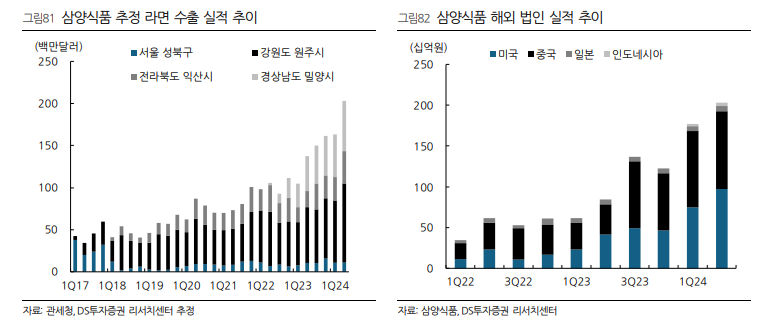 그림81 삼양식품 추정 라면 수출 실적 추이
(백만달러)
서울 성북구
강원도 원주시
전라북도 익산시
경상남도 밀양시
250
200
150
100
50
0
1Q17 1Q18 1Q19 1Q20 1Q21 1Q22 1Q23 1Q24
자료: 관세청, DS투자증권 리서치센터 추정
그림82 삼양식품 해외 법인 실적 추이
(십억원)
미국 중국 일본 인도네시아
250
200
150
100
50
0
1Q22 3Q22 1Q23 3Q23 1Q24
자료: 삼양식품, DS투자증권 리서치센터